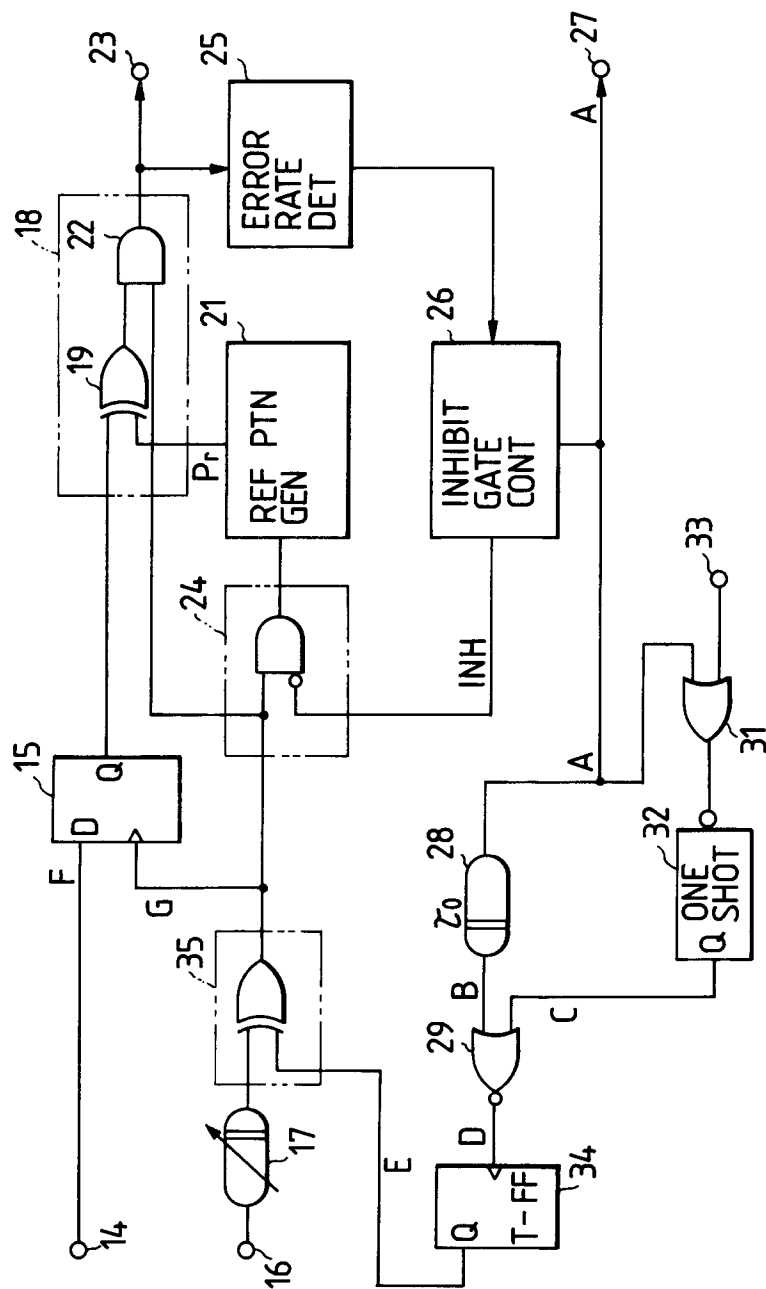 14
F
D
Q
15
G
18
19
22
23
16
17
35
24
Pr
REF PTN
GEN
21
ERROR
RATE
DET
25
E
INH
INHIBIT
GATE
CONT
26
Q
T-FF
34
D
29
B
C
τ0
28
A
A
27
Q ONE
SHOT
32
31
33